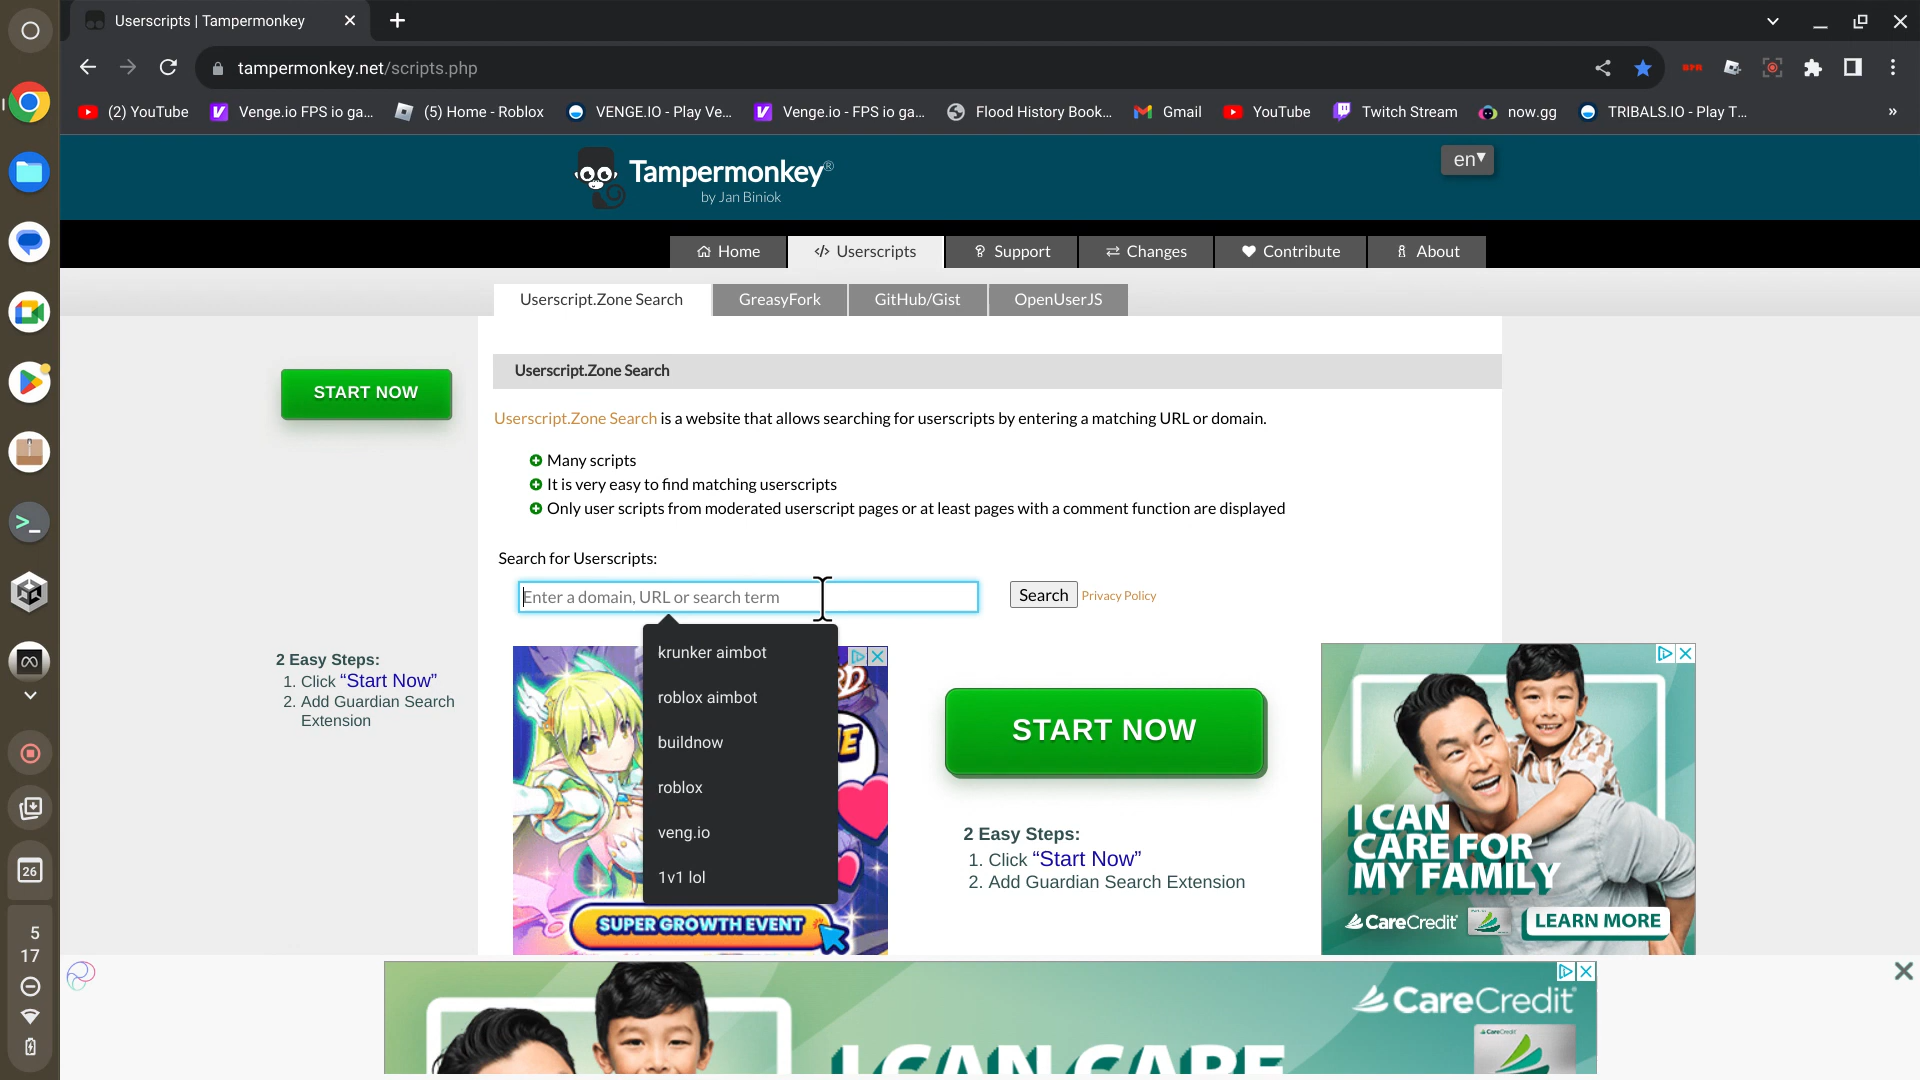 Userscripts | Tampermonkey
tampermonkey.net/scripts.php
(2) YouTube
Venge.io FPS io ga...
(5) Home - Roblox
VENGE.IO - Play Ve...
Venge.io - FPS io ga...
Flood History Book...
Gmail
YouTube
Twitch Stream
now.gg
TRIBALS.IO - Play T...
»
Tampermonkey®
by Jan Biniok
en▼
Home
Userscripts
Support
Changes
Contribute
About
Userscript.Zone Search
GreasyFork
GitHub/Gist
OpenUserJS
START NOW
Userscript.Zone Search
Userscript.Zone Search is a website that allows searching for userscripts by entering a matching URL or domain.
Many scripts
It is very easy to find matching userscripts
Only user scripts from moderated userscript pages or at least pages with a comment function are displayed
Search for Userscripts:
Enter a domain, URL or search term
Search
Privacy Policy
krunker aimbot
roblox aimbot
buildnow
roblox
veng.io
1v1 lol
2 Easy Steps:
1. Click “Start Now”
2. Add Guardian Search
Extension
SUPER GROWTH EVENT
START NOW
2 Easy Steps:
1. Click “Start Now”
2. Add Guardian Search Extension
I CAN
CARE FOR
MY FAMILY
CareCredit
LEARN MORE
26
5
17
CareCredit
I CAN CARE